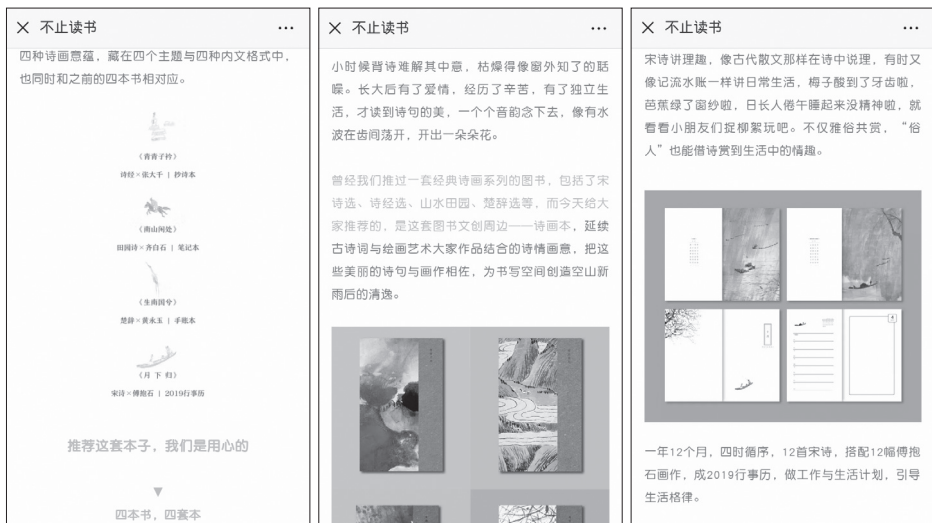 不止读书
四种诗画意蕴，藏在四个主题与四种内文格式中，
也同时和之前的四本书相对应。
《青青子衿》
诗经×张大千 | 抄诗本
《南山闲处》
田园诗×齐白石 | 笔记本
《生南国兮》
楚辞×黄永玉 | 手账本
《月下归》
宋诗×傅抱石 | 2019行事历
推荐这套本子，我们是用心的
▼
四本书，四套本
不止读书
小时候背诗难解其中意，枯燥得像窗外知了的聒
噪。长大后有了爱情，经历了辛苦，有了独立生
活，才读到诗句的美，一个个音韵念下去，像有水
波在齿间荡开，开出一朵朵花。
曾经我们推过一套经典诗画系列的图书，包括了宋
诗选、诗经选、山水田园、楚辞选等，而今天给大
家推荐的，是这套图书文创周边——诗画本，延续
古诗词与绘画艺术大家作品结合的诗情画意，把这
些美丽的诗句与画作相佐，为书写空间创造空山新
雨后的清逸。
不止读书
宋诗讲理趣，像古代散文那样在诗中说理，有时又
像记流水账一样讲日常生活，梅子酸到了牙齿啦，
芭蕉绿了窗纱啦，日长人倦午睡起来没精神啦，就
看看小朋友们捉柳絮玩吧。不仅雅俗共赏，“俗
人”也能借诗赏到生活中的情趣。
一年12个月，四时循序，12首宋诗，搭配12幅傅抱
石画作，成2019行事历，做工作与生活计划，引导
生活格律。